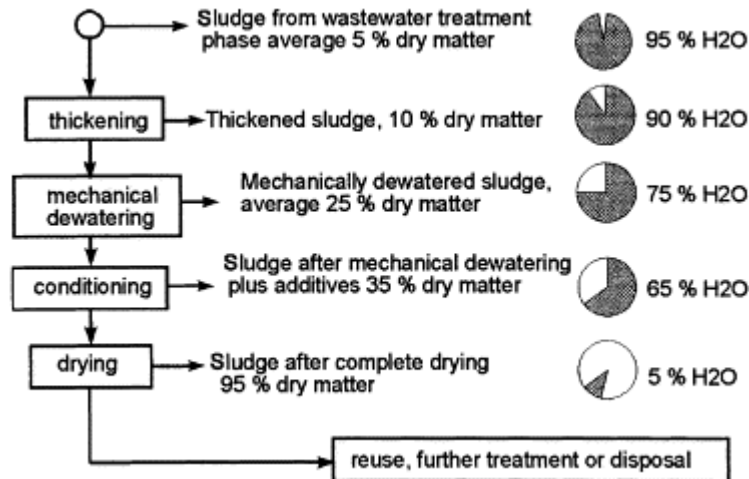 Sludge from wastewater treatment
phase average 5 % dry matter
95 % H2O
thickening
Thickened sludge, 10 % dry matter
90 % H2O
mechanical
dewatering
Mechanically dewatered sludge,
average 25 % dry matter
75 % H2O
conditioning
Sludge after mechanical dewatering
plus additives 35 % dry matter
65 % H2O
drying
Sludge after complete drying
95 % dry matter
5 % H2O
reuse, further treatment or disposal